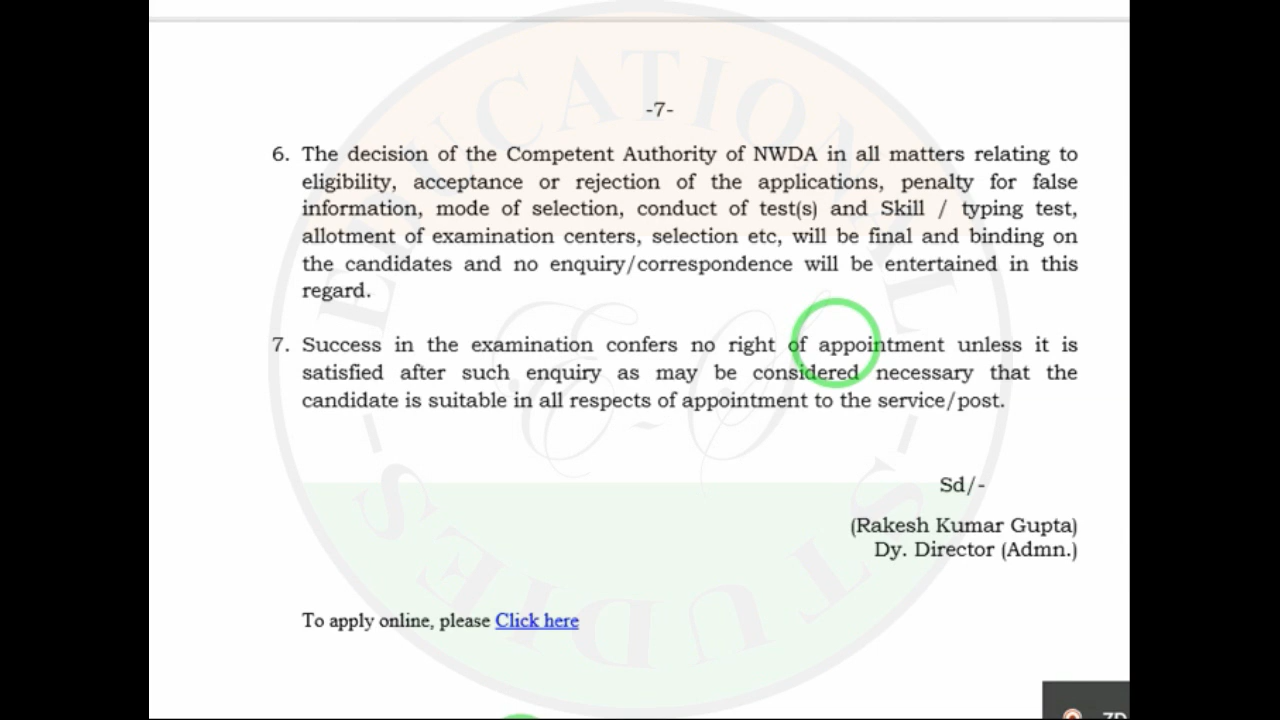 -7-
6. The decision of the Competent Authority of NWDA in all matters relating to
eligibility, acceptance or rejection of the applications, penalty for false
information, mode of selection, conduct of test(s) and Skill / typing test,
allotment of examination centers, selection etc, will be final and binding on
the candidates and no enquiry/correspondence will be entertained in this
regard.
7. Success in the examination confers no right of appointment unless it is
satisfied after such enquiry as may be considered necessary that the
candidate is suitable in all respects of appointment to the service/post.
Sd/-
(Rakesh Kumar Gupta)
Dy. Director (Admn.)
To apply online, please Click here
EDUCATIONAL
E~S
STUDIES